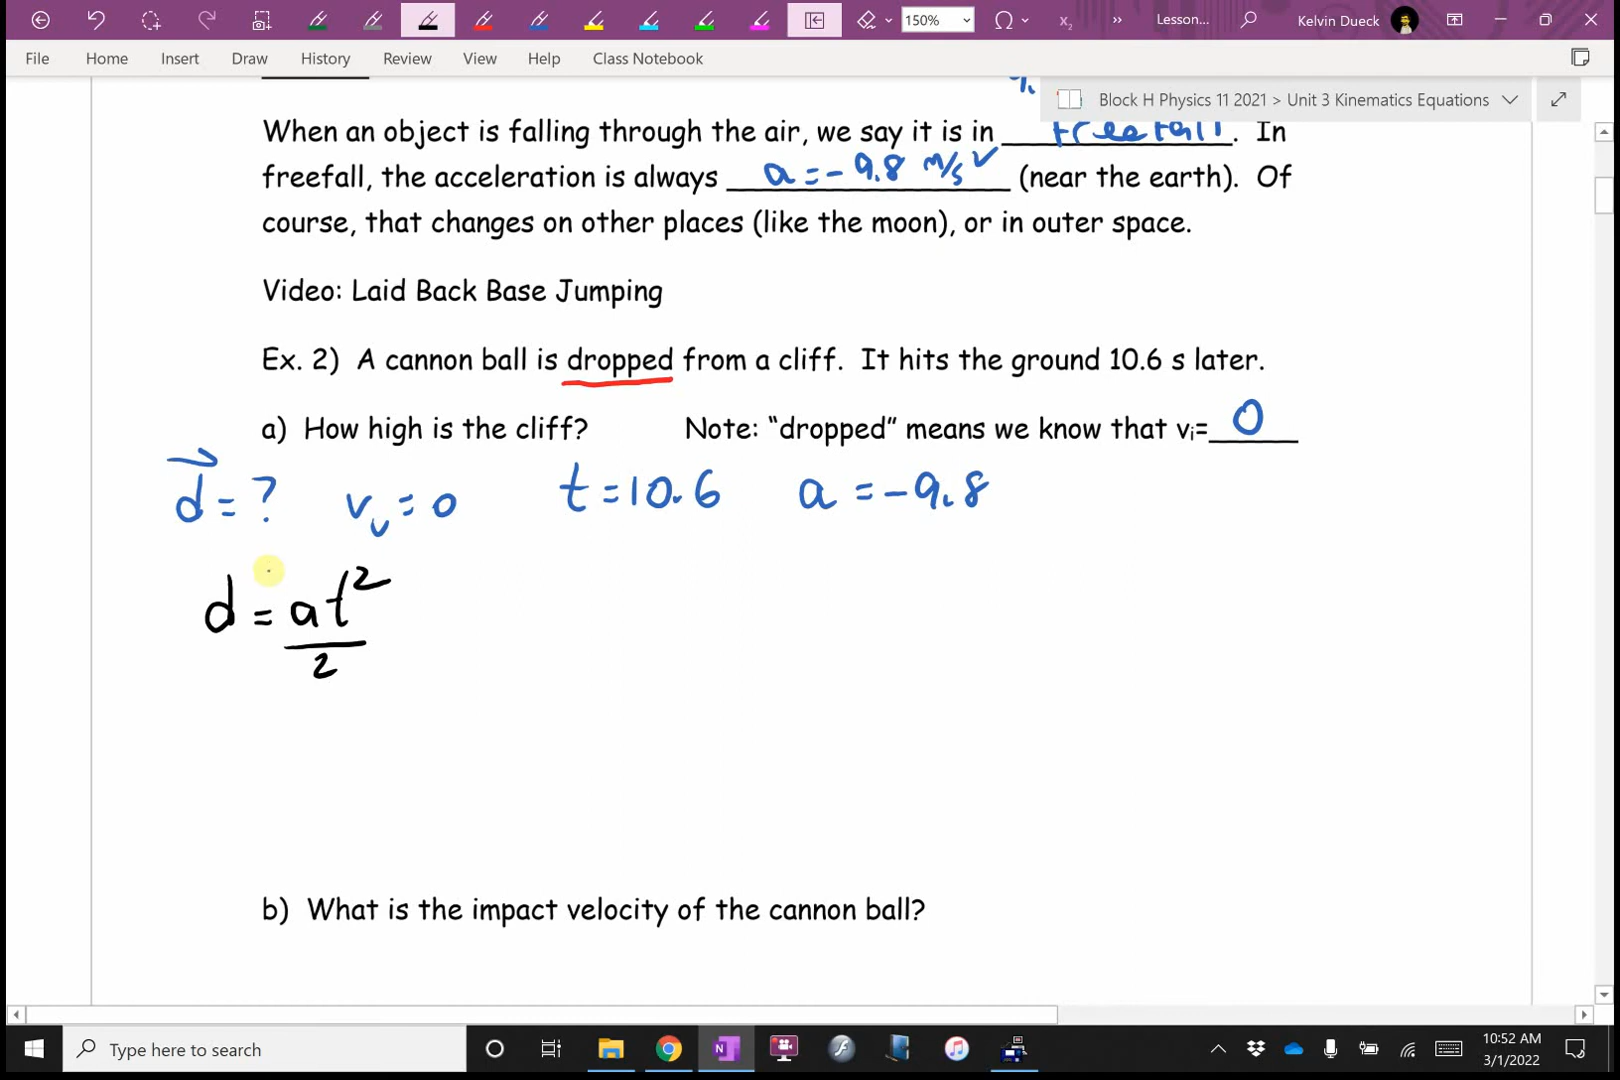 150%
Ω
x₂
»
Lesson...
Kelvin Dueck
File Home Insert Draw History Review View Help Class Notebook
Block H Physics 11 2021 > Unit 3 Kinematics Equations
When an object is falling through the air, we say it is in freefall. In
freefall, the acceleration is always a = -9.8 m/s (near the earth). Of
course, that changes on other places (like the moon), or in outer space.
Video: Laid Back Base Jumping
Ex. 2) A cannon ball is dropped from a cliff. It hits the ground 10.6 s later.
a) How high is the cliff? Note: “dropped” means we know that vᵢ= 0
d = ? v = 0 t = 10.6 a = -9.8
d = at²
2
b) What is the impact velocity of the cannon ball?
Type here to search
10:52 AM
3/1/2022